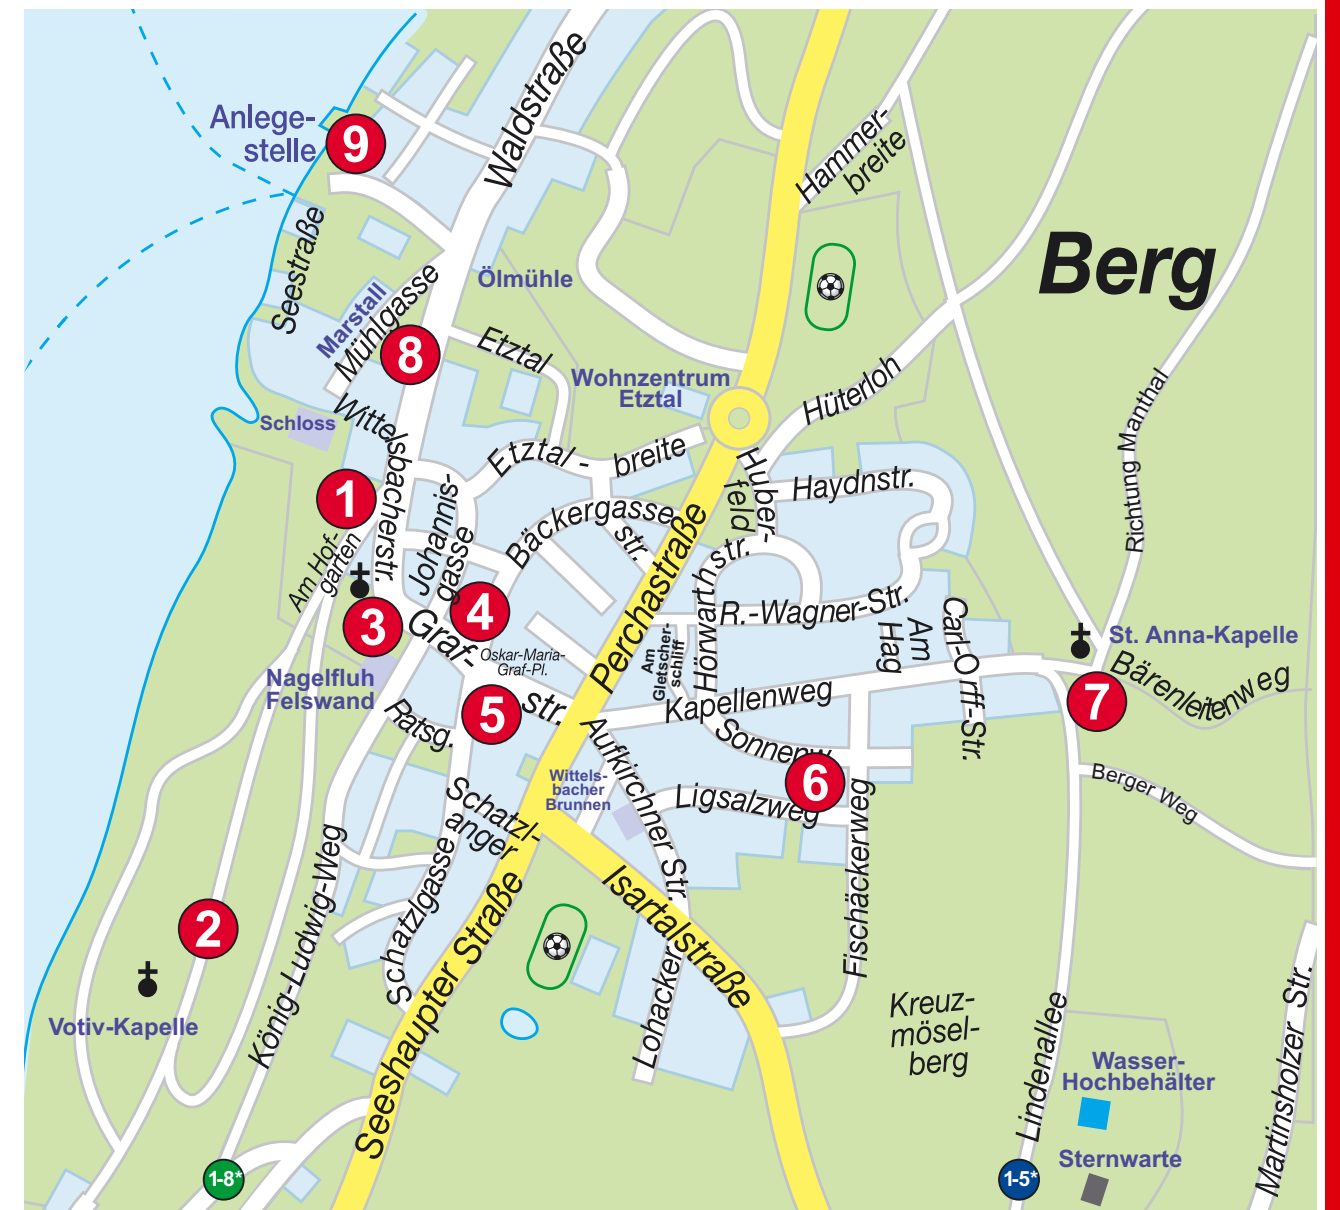 Waldstraße
Anlege-
stelle
9
Hammer-
breite
Berg
Seestraße
Ölmühle
Marstall
Mühlgasse
8
Etztal
Wohnzentrum
Etztal
Hüterloh
Richtung Manthal
Schloss
Wittelsbacherstr.
Etztal-
breite
Huber-
feld
Haydnstr.
1
Johannis-
gasse
Bäckergasse
str.
Perchastraße
Am Hof-
garten
Hörwarthstr.
R.-Wagner-Str.
Am
Hag
Carl-Orff-Str.
3
4
Graf-
str.
Oskar-Maria-
Graf-Pl.
Am
Gletscher-
schliff
St. Anna-Kapelle
Bärenleitenweg
Nagelfluh
Felswand
5
Kapellenweg
7
Ratsg.
Sonnenw.
6
Aufkirchner Str.
Wittels-
bacher
Brunnen
Ligsalzweg
Berger Weg
Schatzl-
anger
Fischäckerweg
König-Ludwig-Weg
Schatzlgasse
Seeshaupter Straße
Isartalstraße
2
Votiv-Kapelle
Lohacker
Kreuz-
mösel-
berg
Lindenallee
Wasser-
Hochbehälter
Martinsholzer Str.
Sternwarte
1-8*
1-5*